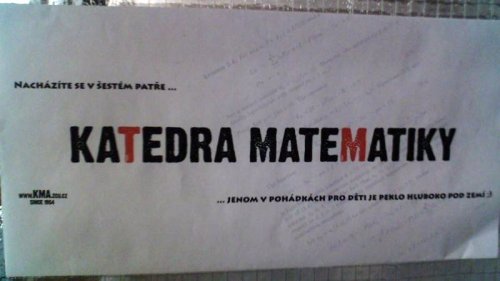 NACHÁZÍTE SE V ŠESTÉM PATŘE ...
KATEDRA MATEMATIKY
www.KMA.zcu.cz
SINCE 1954
... JENOM V POHÁDKÁCH PRO DĚTI JE PEKLO HLUBOKO POD ZEMÍ :)